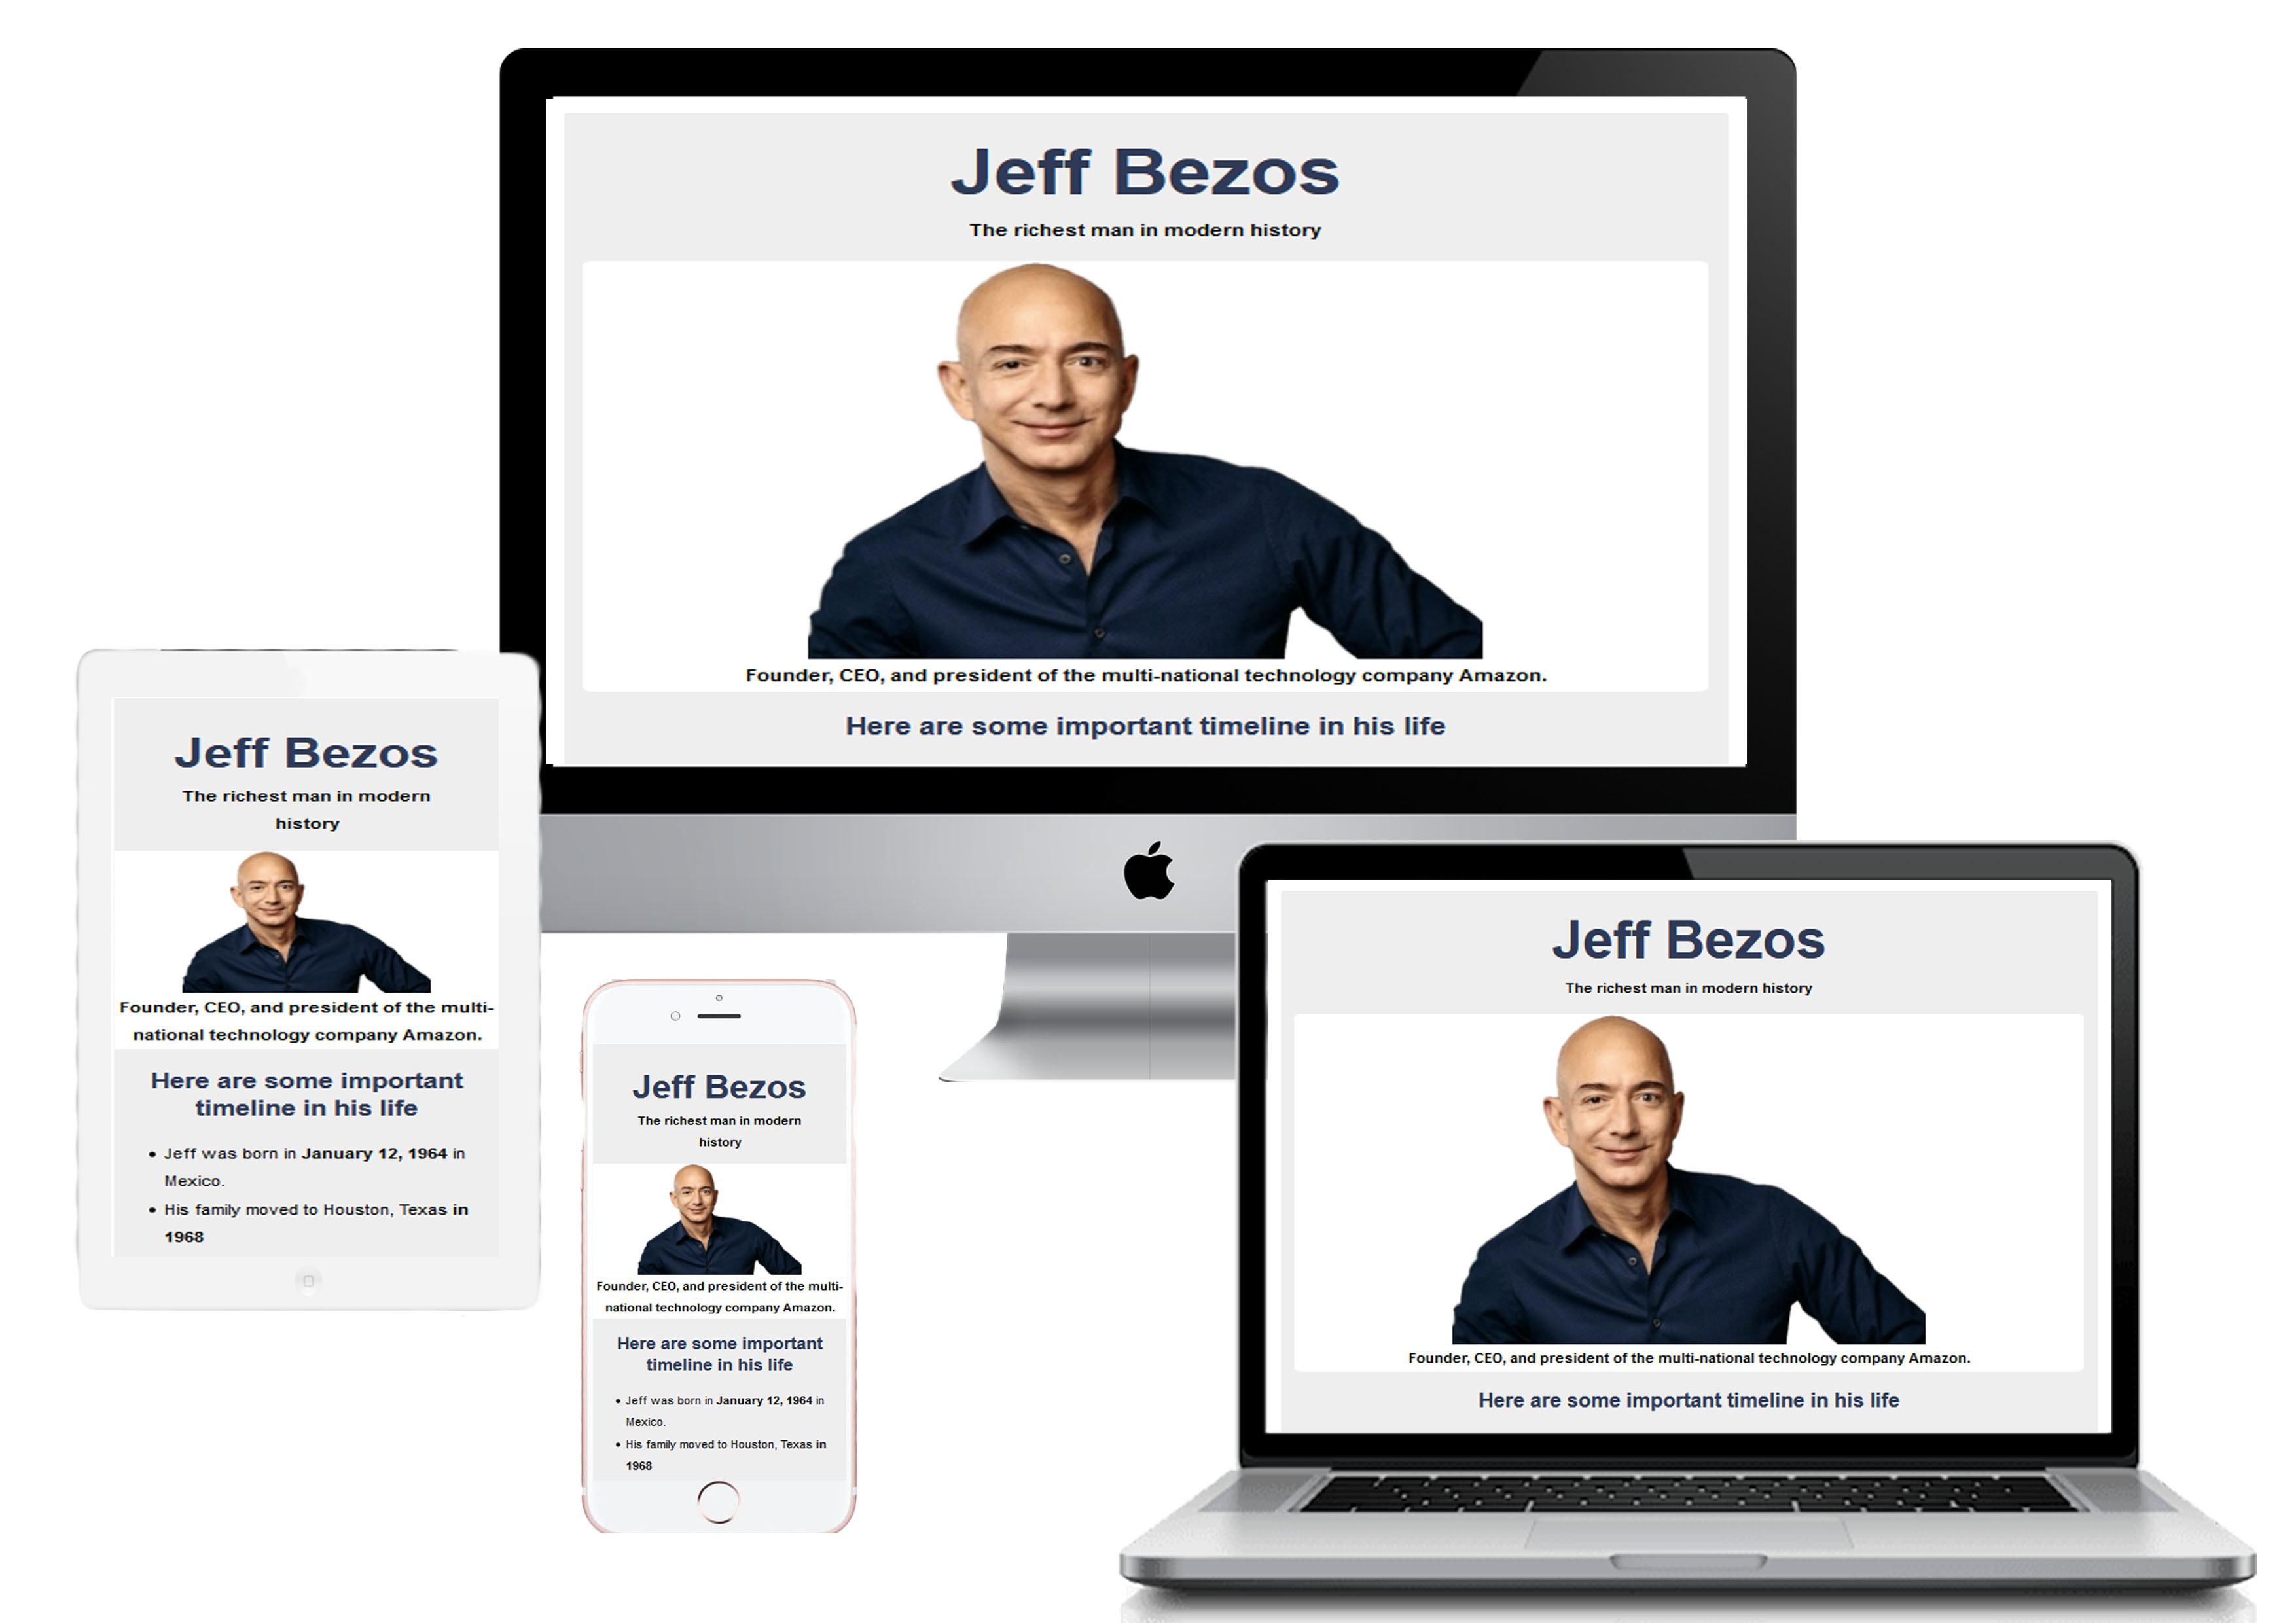 Jeff Bezos
The richest man in modern history
Founder, CEO, and president of the multi-national technology company Amazon.
Here are some important timeline in his life
Jeff Bezos
The richest man in modern
history
Founder, CEO, and president of the multi-
national technology company Amazon.
Here are some important
timeline in his life
• Jeff was born in January 12, 1964 in
Mexico.
• His family moved to Houston, Texas in
1968
Jeff Bezos
The richest man in modern
history
Founder, CEO, and president of the multi-
national technology company Amazon.
Here are some important
timeline in his life
• Jeff was born in January 12, 1964 in
Mexico.
• His family moved to Houston, Texas in
1968
Jeff Bezos
The richest man in modern history
Founder, CEO, and president of the multi-national technology company Amazon.
Here are some important timeline in his life